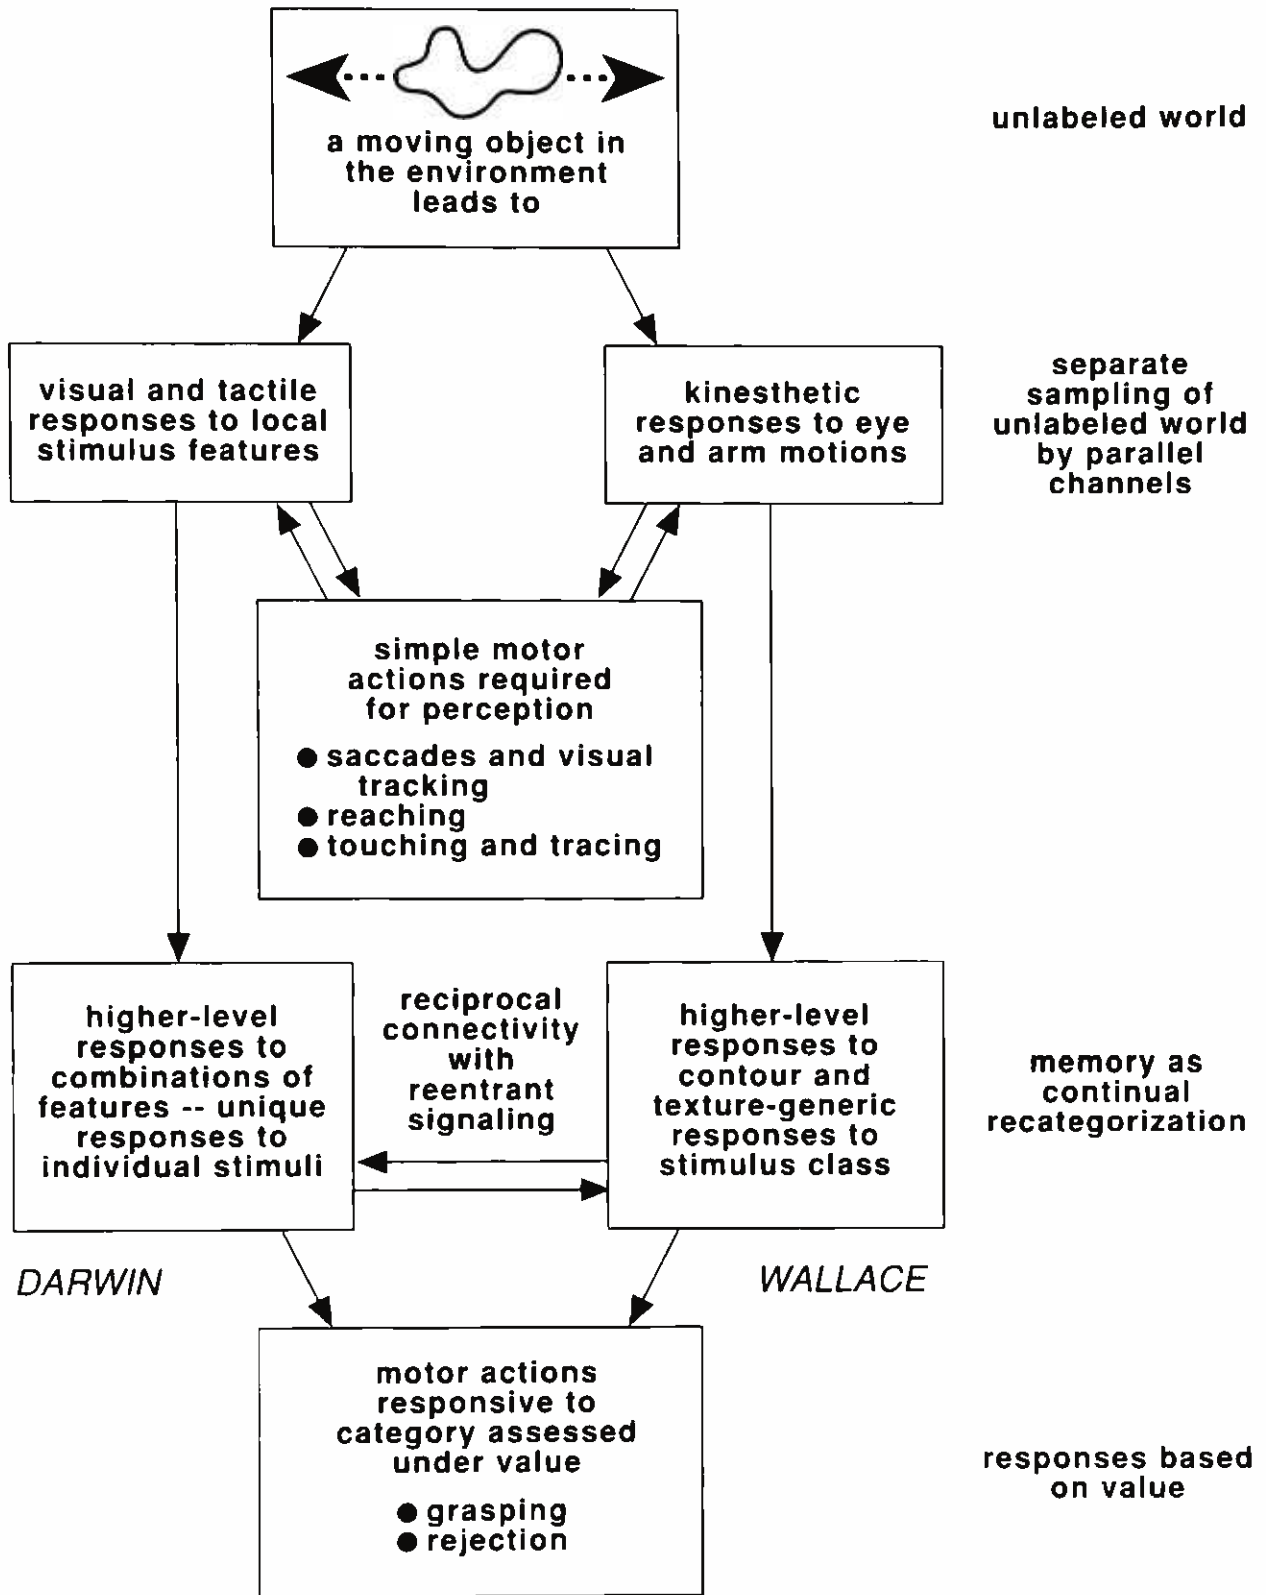 a moving object in
the environment
leads to
unlabeled world
visual and tactile
responses to local
stimulus features
kinesthetic
responses to eye
and arm motions
separate
sampling of
unlabeled world
by parallel
channels
simple motor
actions required
for perception
● saccades and visual
tracking
● reaching
● touching and tracing
higher-level
responses to
combinations of
features -- unique
responses to
individual stimuli
reciprocal
connectivity
with
reentrant
signaling
higher-level
responses to
contour and
texture-generic
responses to
stimulus class
memory as
continual
recategorization
DARWIN
WALLACE
motor actions
responsive to
category assessed
under value
● grasping
● rejection
responses based
on value